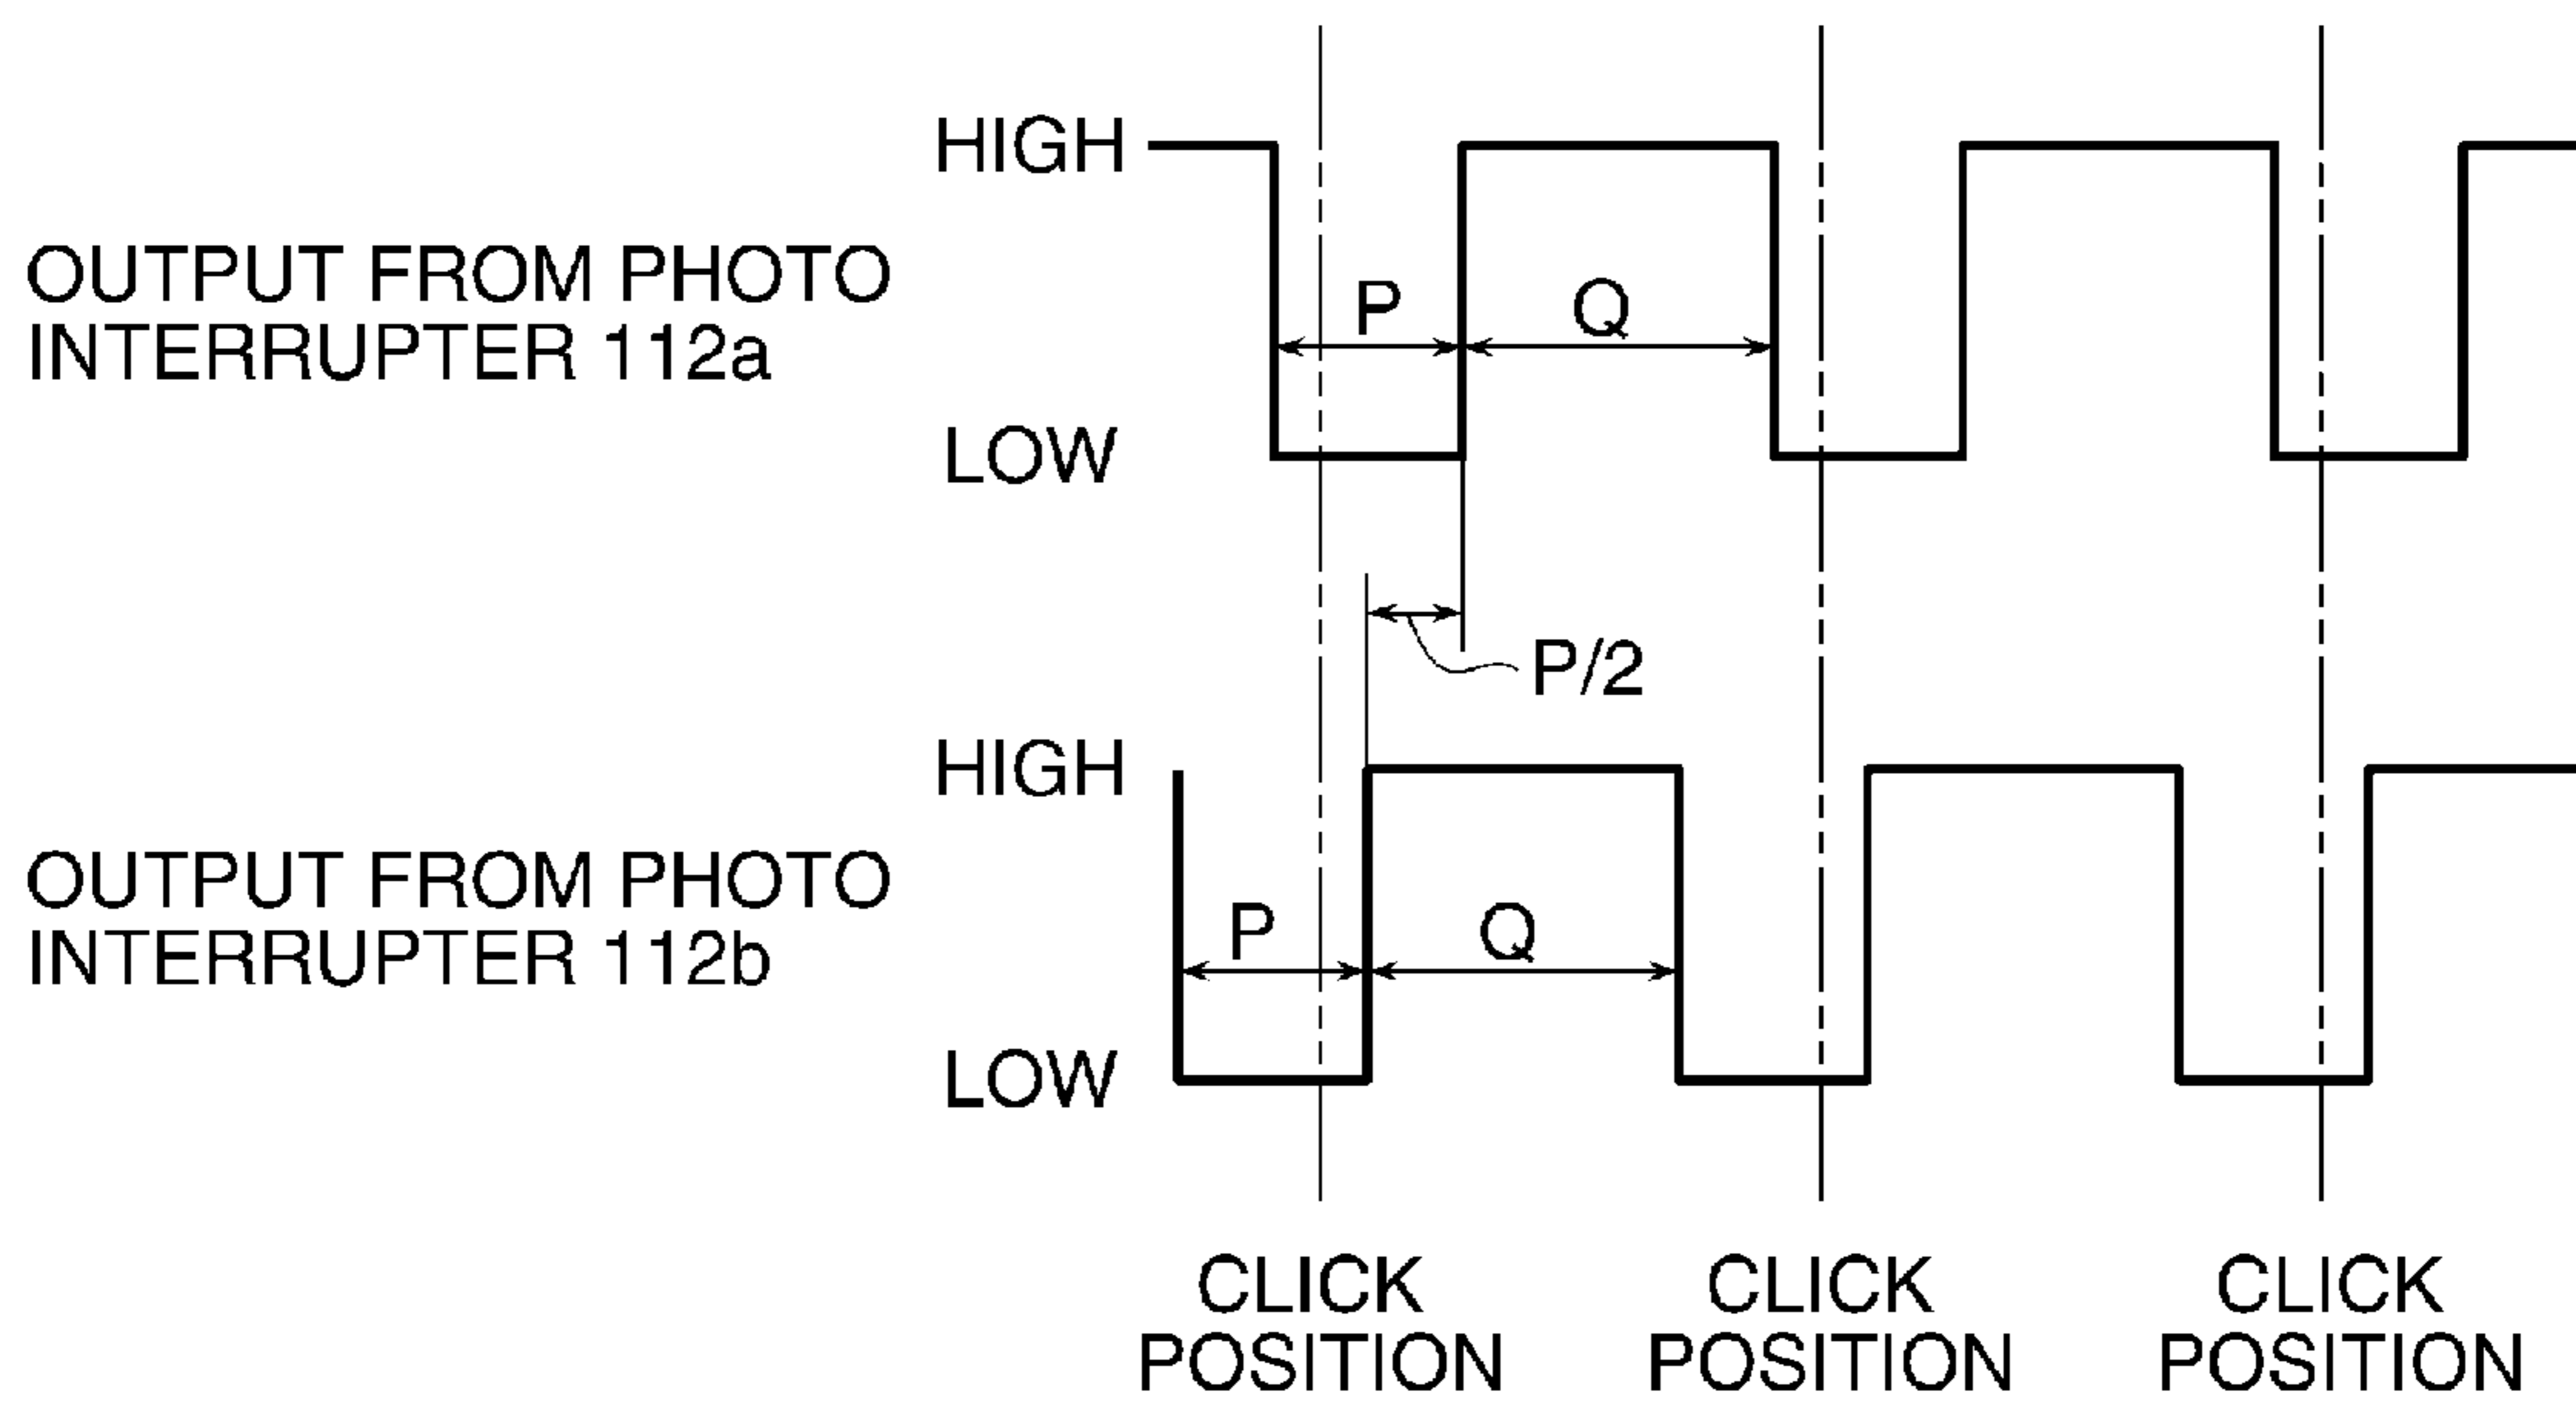 HIGH
OUTPUT FROM PHOTO
INTERRUPTER 112a
P
Q
LOW
P/2
HIGH
OUTPUT FROM PHOTO
INTERRUPTER 112b
P
Q
LOW
CLICK
POSITION
CLICK
POSITION
CLICK
POSITION